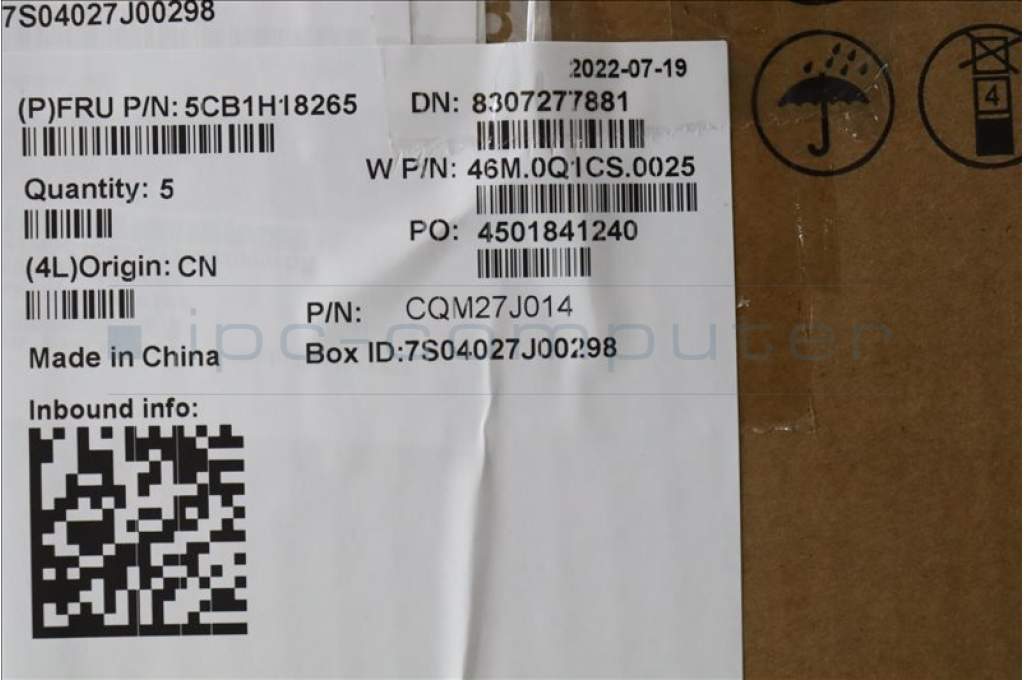 7S04027J00298
2022-07-19
(P)FRU P/N: 5CB1H18265
DN: 8307277881
W P/N: 46M.0Q1CS.0025
Quantity: 5
PO: 4501841240
(4L)Origin: CN
P/N: CQM27J014
Made in China
Box ID:7S04027J00298
ipc-computer
Inbound info:
4